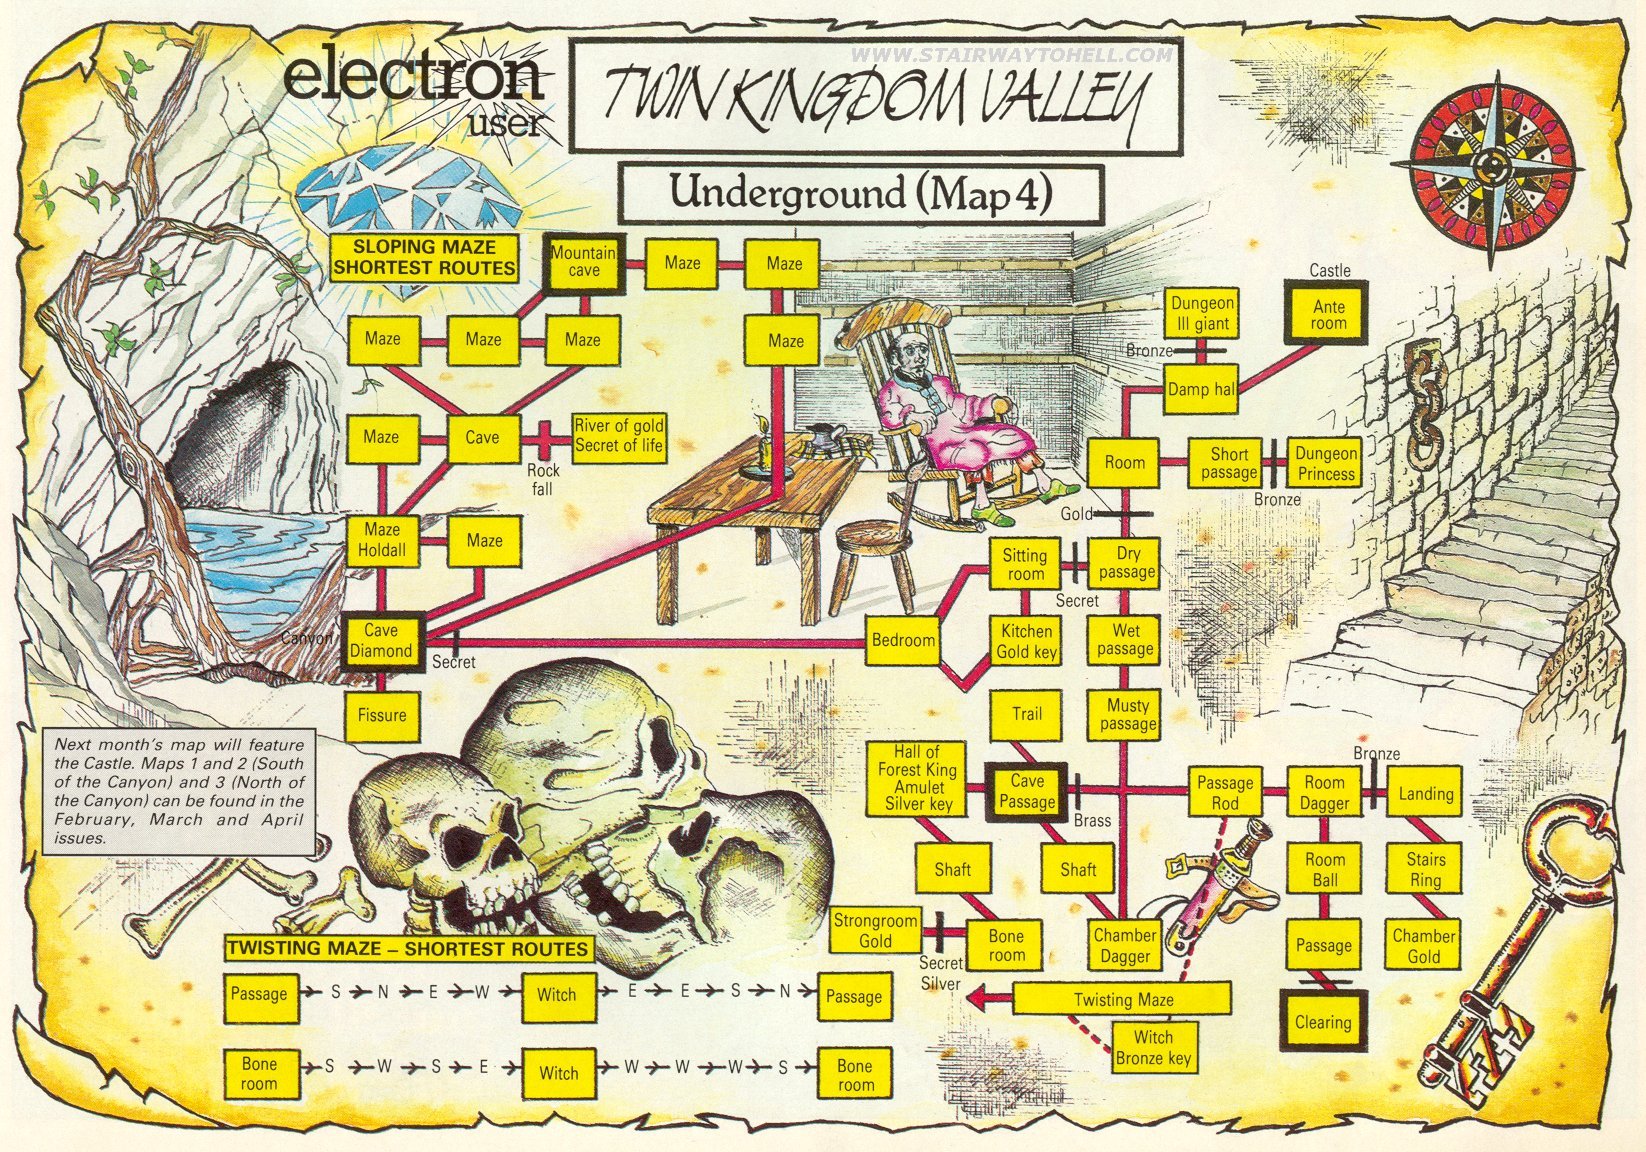 WWW.STAIRWAYTOHELL.COM
electron
user
TWIN KINGDOM VALLEY
Underground (Map 4)
SLOPING MAZE
SHORTEST ROUTES
Mountain
cave
Maze
Maze
Castle
Ante
room
Dungeon
Ill giant
Maze
Maze
Maze
Maze
Bronze
Damp hal
Maze
Cave
River of gold
Secret of life
Rock
fall
Room
Short
passage
Dungeon
Princess
Bronze
Gold
Maze
Holdall
Maze
Sitting
room
Dry
passage
Secret
Canyon
Cave
Diamond
Secret
Bedroom
Kitchen
Gold key
Wet
passage
Fissure
Trail
Musty
passage
Next month's map will feature
the Castle. Maps 1 and 2 (South
of the Canyon) and 3 (North of
the Canyon) can be found in the
February, March and April
issues.
Hall of
Forest King
Amulet
Silver key
Cave
Passage
Brass
Passage
Rod
Room
Dagger
Bronze
Landing
Shaft
Shaft
Room
Ball
Stairs
Ring
Strongroom
Gold
Secret
Silver
Bone
room
Chamber
Dagger
Passage
Chamber
Gold
TWISTING MAZE – SHORTEST ROUTES
Passage S N E W Witch E E S N Passage
Twisting Maze
Clearing
Witch
Bronze key
Bone
room
S W S E Witch W W W S
Bone
room